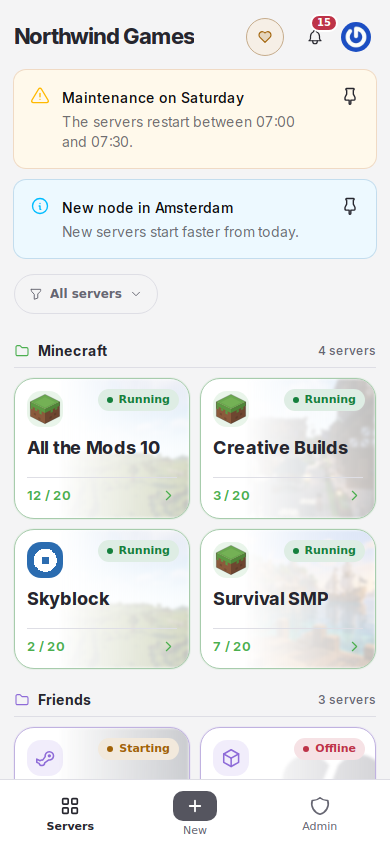 Northwind Games
15
Maintenance on Saturday
The servers restart between 07:00
and 07:30.
New node in Amsterdam
New servers start faster from today.
All servers
Minecraft
4 servers
Running
All the Mods 10
12 / 20
Running
Creative Builds
3 / 20
Running
Skyblock
2 / 20
Running
Survival SMP
7 / 20
Friends
3 servers
Starting
Offline
Servers
New
Admin